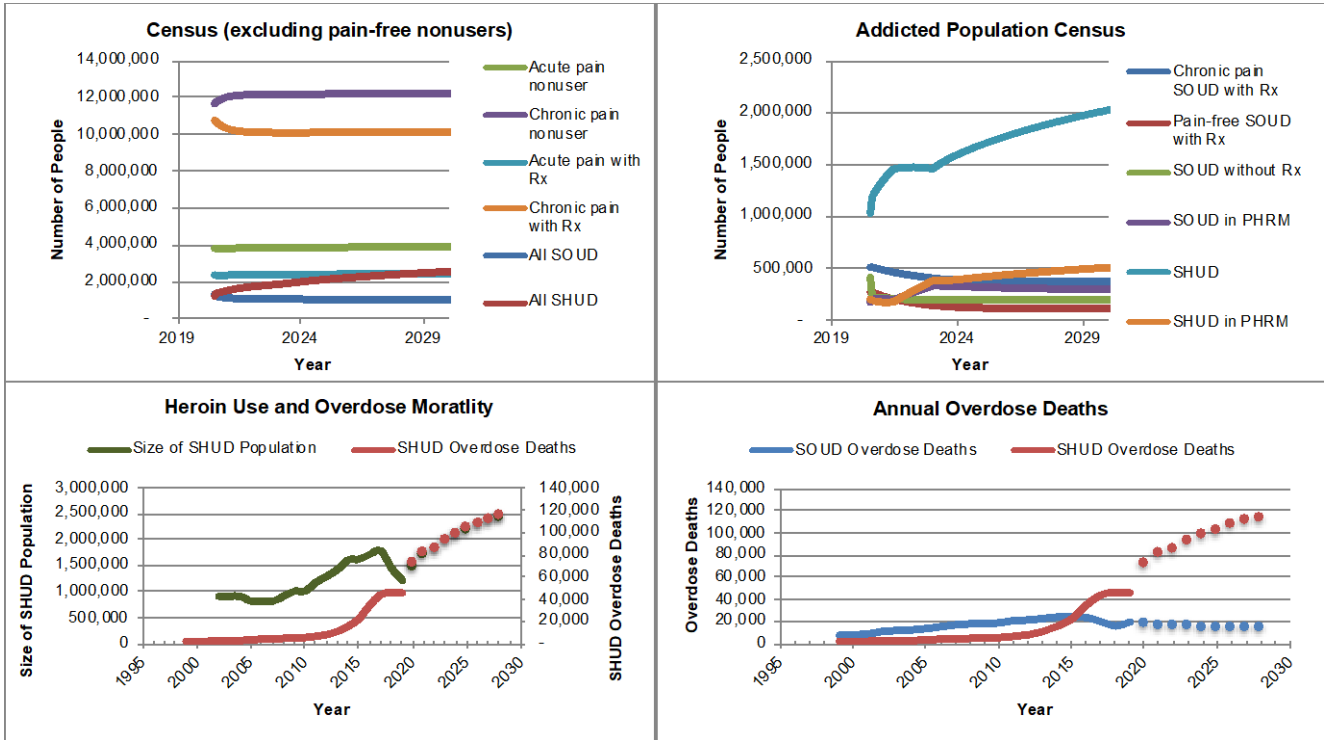 Census (excluding pain-free nonusers)
Number of People
14,000,000
12,000,000
10,000,000
8,000,000
6,000,000
4,000,000
2,000,000
-
2019
2024
2029
Year
Acute pain
nonuser
Chronic pain
nonuser
Acute pain with
Rx
Chronic pain
with Rx
All SOUD
All SHUD
Addicted Population Census
Number of People
2,500,000
2,000,000
1,500,000
1,000,000
500,000
-
2019
2024
2029
Year
Chronic pain
SOUD with Rx
Pain-free SOUD
with Rx
SOUD without Rx
SOUD in PHRM
SHUD
SHUD in PHRM
Heroin Use and Overdose Moratlity
Size of SHUD Population
SHUD Overdose Deaths
Size of SHUD Population
3,000,000
2,500,000
2,000,000
1,500,000
1,000,000
500,000
0
140,000
120,000
100,000
80,000
60,000
40,000
20,000
-
SHUD Overdose Deaths
1995
2000
2005
2010
2015
2020
2025
2030
Year
Annual Overdose Deaths
SOUD Overdose Deaths
SHUD Overdose Deaths
Overdose Deaths
140,000
120,000
100,000
80,000
60,000
40,000
20,000
0
1995
2000
2005
2010
2015
2020
2025
2030
Year